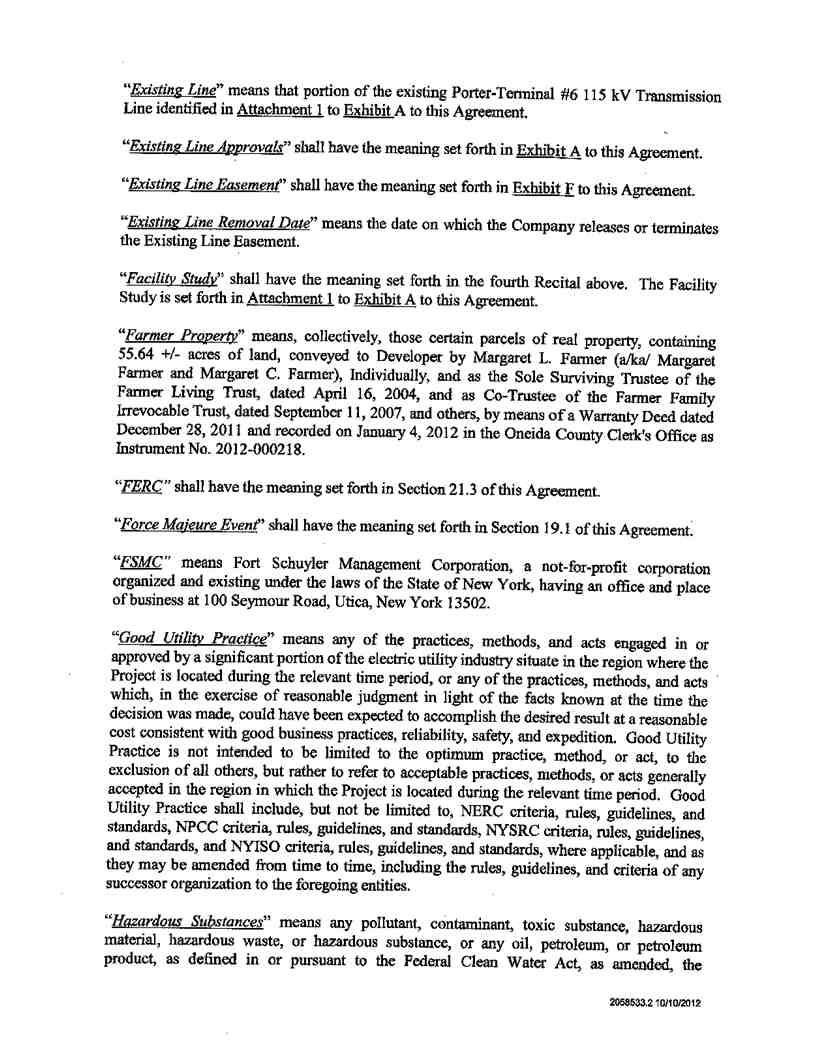 "Existing Line" means that portion of the existing Porter-Terminal #6 115 kV Transmission
Line identified in Attachment 1 to Exhibit A to this Agreement.
"Existing Line Approvals" shall have the meaning set forth in Exhibit A to this Agreement.
"Existing Line Easement" shall have the meaning set forth in Exhibit F to this Agreement.
"Existing Line Removal Date" means the date on which the Company releases or terminates
the Existing Line Easement.
"Facility Study" shall have the meaning set forth in the fourth Recital above. The Facility
Study is set forth in Attachment 1 to Exhibit A to this Agreement.
"Farmer Property" means, collectively, those certain parcels of real property, containing
55.64 +/- acres of land, conveyed to Developer by Margaret L. Farmer (a/ka/ Margaret
Farmer and Margaret C. Farmer), Individually, and as the Sole Surviving Trustee of the
Farmer Living Trust, dated April 16, 2004, and as Co-Trustee of the Farmer Family
Irrevocable Trust, dated September 11, 2007, and others, by means of a Warranty Deed dated
December 28, 2011 and recorded on January 4, 2012 in the Oneida County Clerk's Office as
Instrument No. 2012-000218.
"FERC" shall have the meaning set forth in Section 21.3 of this Agreement.
"Force Majeure Event" shall have the meaning set forth in Section 19.1 of this Agreement.
"FSMC" means Fort Schuyler Management Corporation, a not-for-profit corporation
organized and existing under the laws of the State of New York, having an office and place
of business at 100 Seymour Road, Utica, New York 13502.
"Good Utility Practice" means any of the practices, methods, and acts engaged in or
approved by a significant portion of the electric utility industry situate in the region where the
Project is located during the relevant time period, or any of the practices, methods, and acts
which, in the exercise of reasonable judgment in light of the facts known at the time the
decision was made, could have been expected to accomplish the desired result at a reasonable
cost consistent with good business practices, reliability, safety, and expedition. Good Utility
Practice is not intended to be limited to the optimum practice, method, or act, to the
exclusion of all others, but rather to refer to acceptable practices, methods, or acts generally
accepted in the region in which the Project is located during the relevant time period. Good
Utility Practice shall include, but not be limited to, NERC criteria, rules, guidelines, and
standards, NPCC criteria, rules, guidelines, and standards, NYSRC criteria, rules, guidelines,
and standards, and NYISO criteria, rules, guidelines, and standards, where applicable, and as
they may be amended from time to time, including the rules, guidelines, and criteria of any
successor organization to the foregoing entities.
"Hazardous Substances" means any pollutant, contaminant, toxic substance, hazardous
material, hazardous waste, or hazardous substance, or any oil, petroleum, or petroleum
product, as defined in or pursuant to the Federal Clean Water Act, as amended, the
2058533.2 10/10/2012